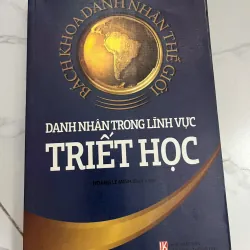 BÁCH KHOA DANH NHÂN THẾ GIỚI
DANH NHÂN TRONG LĨNH VỰC
TRIẾT HỌC